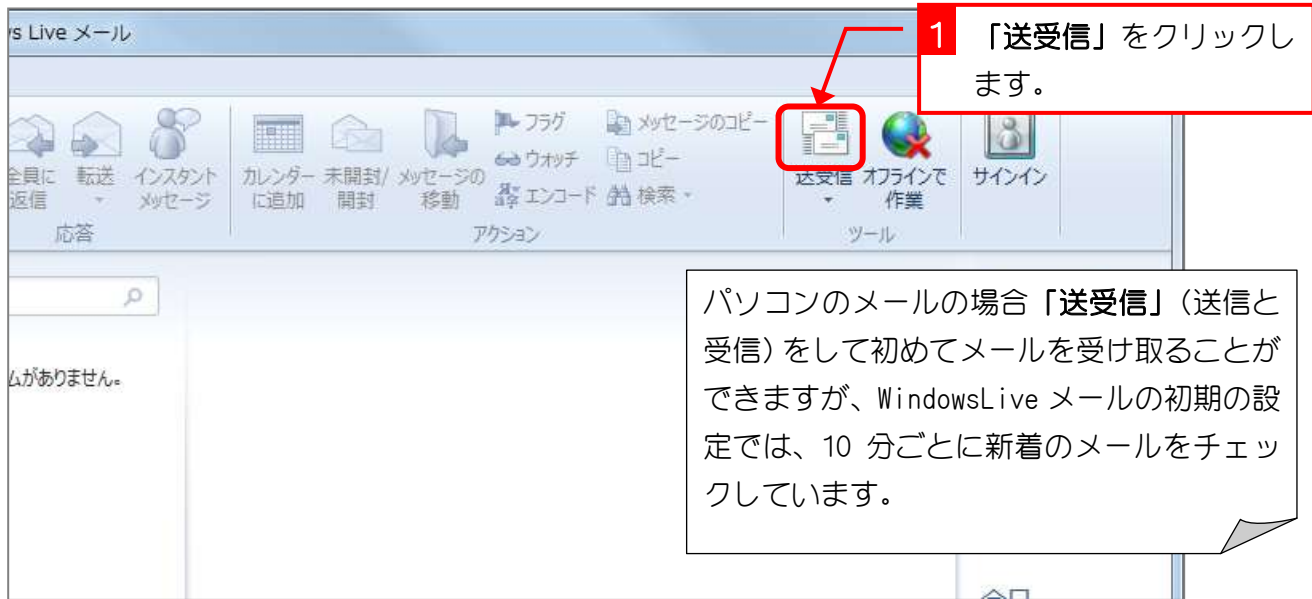 s Live メール
1 「送受信」をクリックし
ます。
全員に
返信
転送
インスタント
メッセージ
カレンダー
に追加
未開封/
開封
メッセージの
移動
フラグ
ウォッチ
エンコード
メッセージのコピー
コピー
検索
送受信
オフラインで
作業
サインイン
応答
アクション
ツール
ムがありません。
パソコンのメールの場合「送受信」(送信と
受信)をして初めてメールを受け取ることが
できますが、WindowsLive メールの初期の設
定では、10 分ごとに新着のメールをチェッ
クしています。